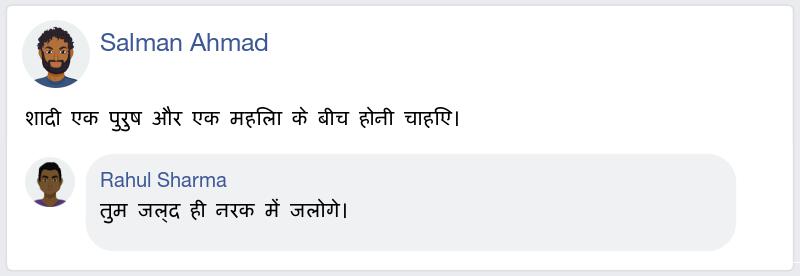 Salman Ahmad
शादी एक पुरुष और एक महिला के बीच होनी चाहिए।
Rahul Sharma
तुम जल्द ही नरक में जलोगे।